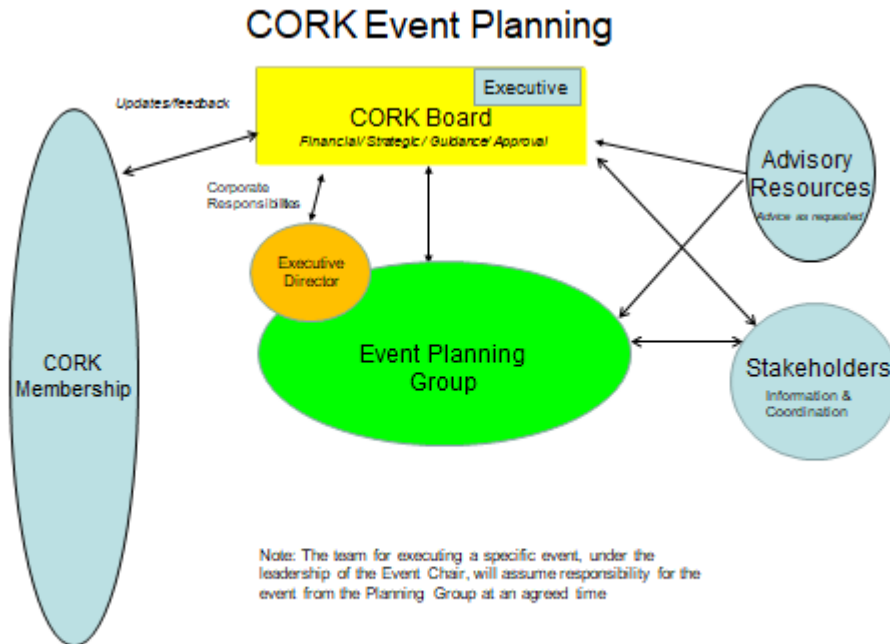 CORK Event Planning
Executive
Updates/feedback
CORK Board
Financial/ Strategic / Guidance/ Approval
Advisory
Resources
Advice as requested
Corporate
Responsibilities
Executive
Director
CORK
Membership
Event Planning
Group
Stakeholders
Information &
Coordination
Note: The team for executing a specific event, under the
leadership of the Event Chair, will assume responsibility for the
event from the Planning Group at an agreed time